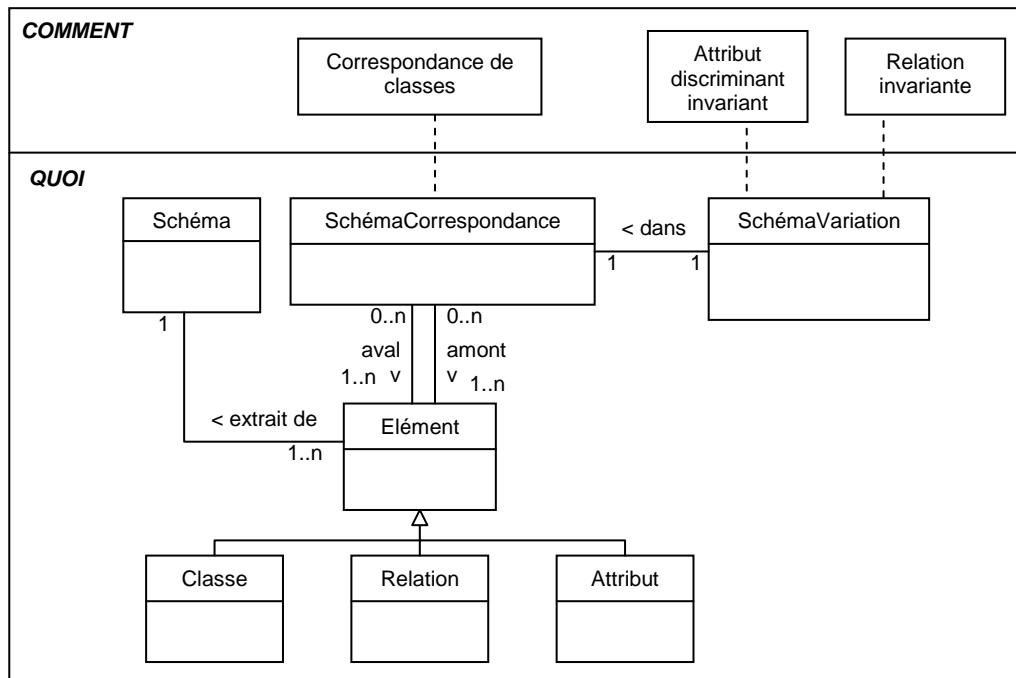 COMMENT
Correspondance de
classes
Attribut
discriminant
invariant
Relation
invariante
QUOI
Schéma
SchémaCorrespondance
SchémaVariation
< dans
1
1
1
0..n
0..n
aval
amont
1..n
v
v
1..n
< extrait de
1..n
Elément
Classe
Relation
Attribut